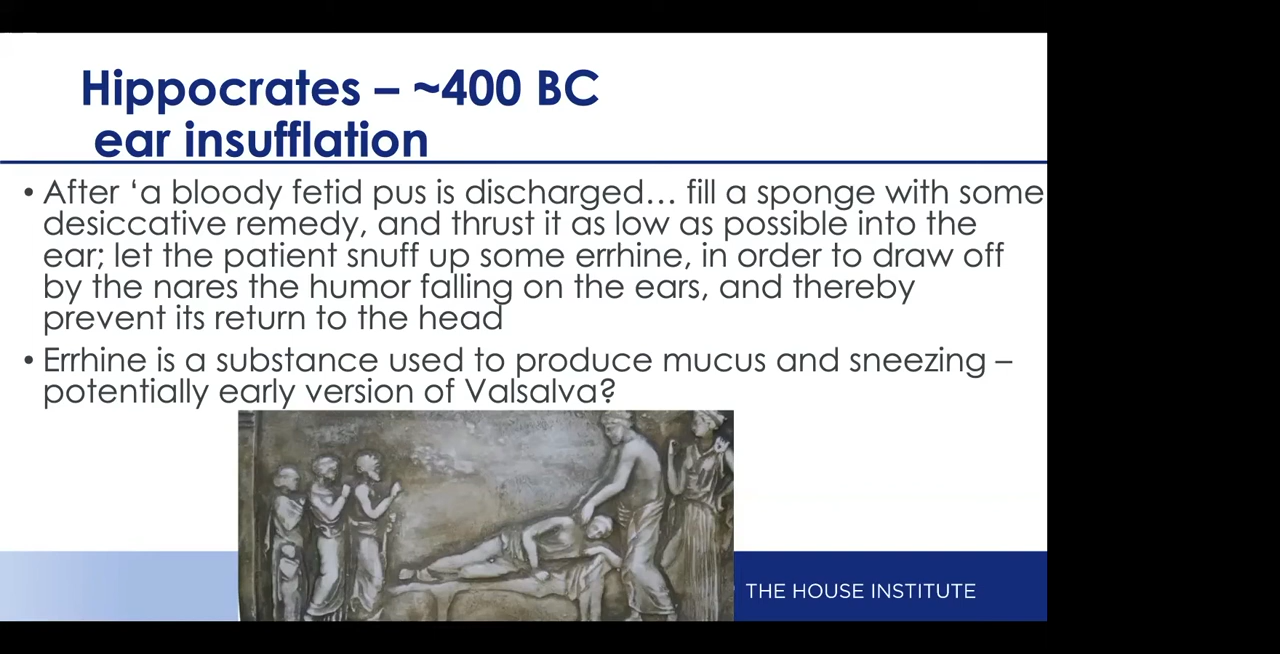 Hippocrates – ~400 BC
ear insufflation
• After ‘a bloody fetid pus is discharged… fill a sponge with some
desiccative remedy, and thrust it as low as possible into the
ear; let the patient snuff up some errhine, in order to draw off
by the nares the humor falling on the ears, and thereby
prevent its return to the head
• Errhine is a substance used to produce mucus and sneezing –
potentially early version of Valsalva?
THE HOUSE INSTITUTE